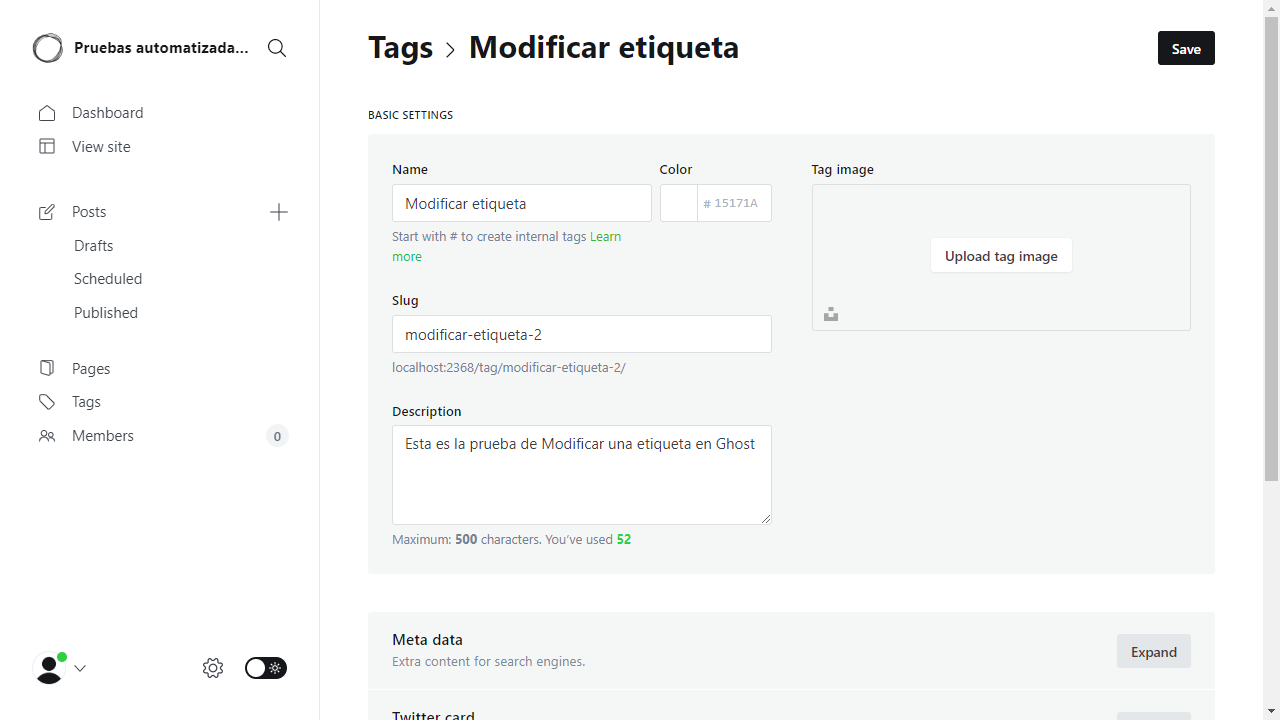 Pruebas automatizada...
Dashboard
View site
Posts
Drafts
Scheduled
Published
Pages
Tags
Members
0
Tags
Modificar etiqueta
Save
BASIC SETTINGS
Name
Modificar etiqueta
Start with # to create internal tags Learn
more
Color
# 15171A
Slug
modificar-etiqueta-2
localhost:2368/tag/modificar-etiqueta-2/
Description
Esta es la prueba de Modificar una etiqueta en Ghost
Maximum: 500 characters. You've used 52
Tag image
Upload tag image
Meta data
Extra content for search engines.
Expand
Twitter card